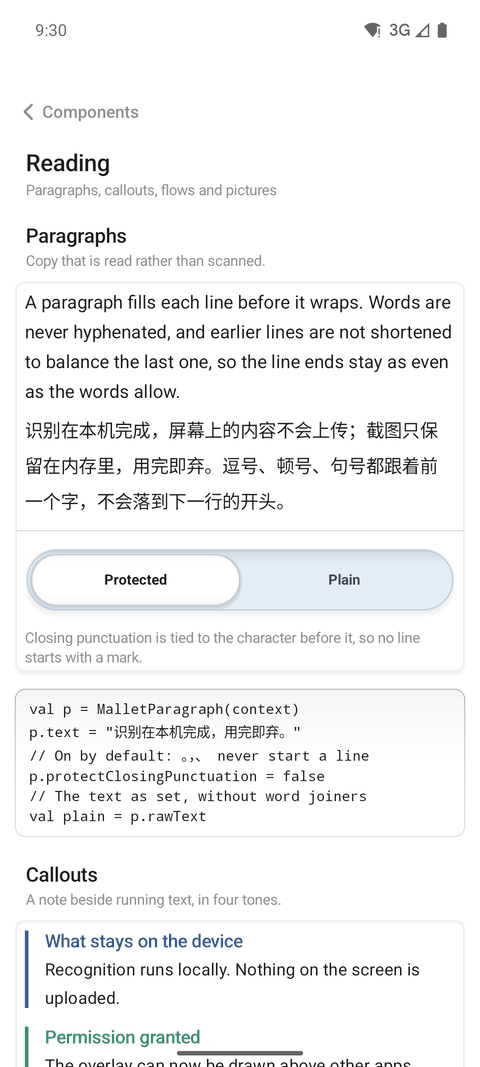 9:30
3G
Components
Reading
Paragraphs, callouts, flows and pictures
Paragraphs
Copy that is read rather than scanned.
A paragraph fills each line before it wraps. Words are
never hyphenated, and earlier lines are not shortened
to balance the last one, so the line ends stay as even
as the words allow.
识别在本机完成，屏幕上的内容不会上传；截图只保
留在内存里，用完即弃。逗号、顿号、句号都跟着前
一个字，不会落到下一行的开头。
Protected
Plain
Closing punctuation is tied to the character before it, so no line
starts with a mark.
val p = MalletParagraph(context)
p.text = "识别在本机完成，用完即弃。"
// On by default: 。，、 never start a line
p.protectClosingPunctuation = false
// The text as set, without word joiners
val plain = p.rawText
Callouts
A note beside running text, in four tones.
What stays on the device
Recognition runs locally. Nothing on the screen is
uploaded.
Permission granted
The overlay can now be drawn above other apps